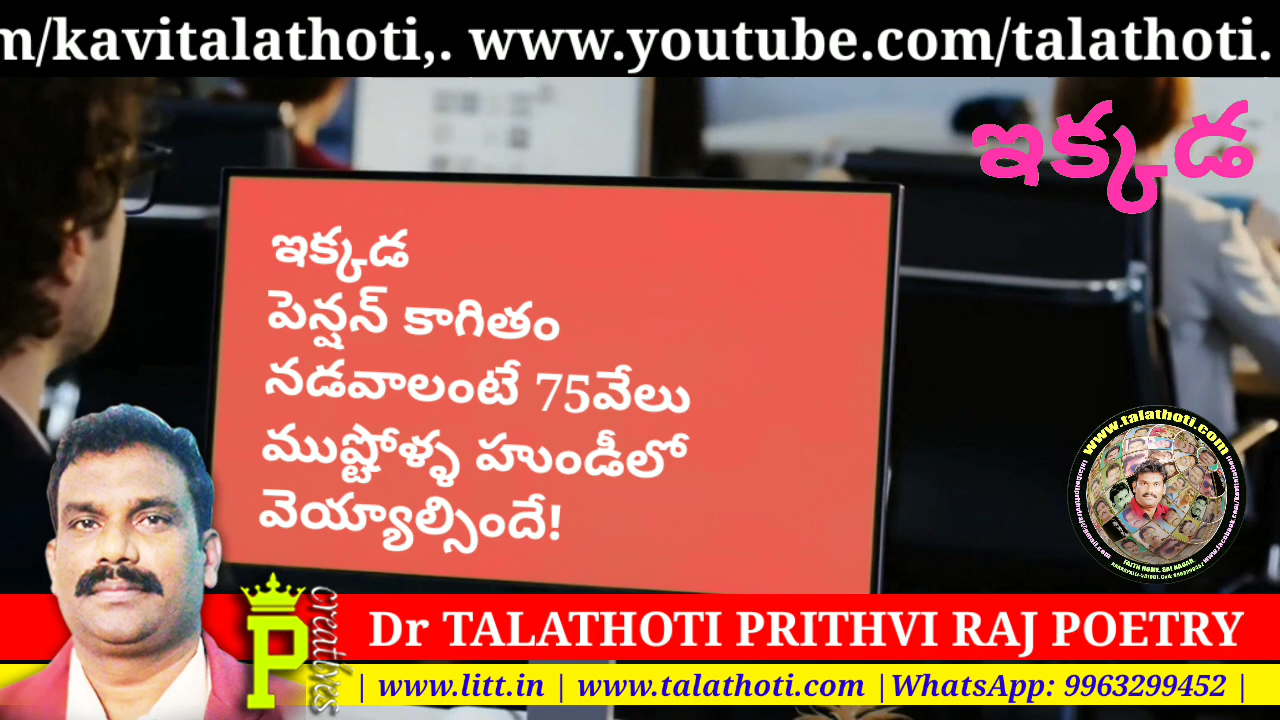 m/kavitalathoti,. www.youtube.com/talathoti.
ఇక్కడ
ఇక్కడ
పెన్షన్ కాగితం
నడవాలంటే 75వేలు
ముష్టోళ్ళ హుండీలో
వెయ్యాల్సిందే!
www.talathoti.com
P
creatives
Dr TALATHOTI PRITHVI RAJ POETRY
| www.litt.in | www.talathoti.com |WhatsApp: 9963299452 |